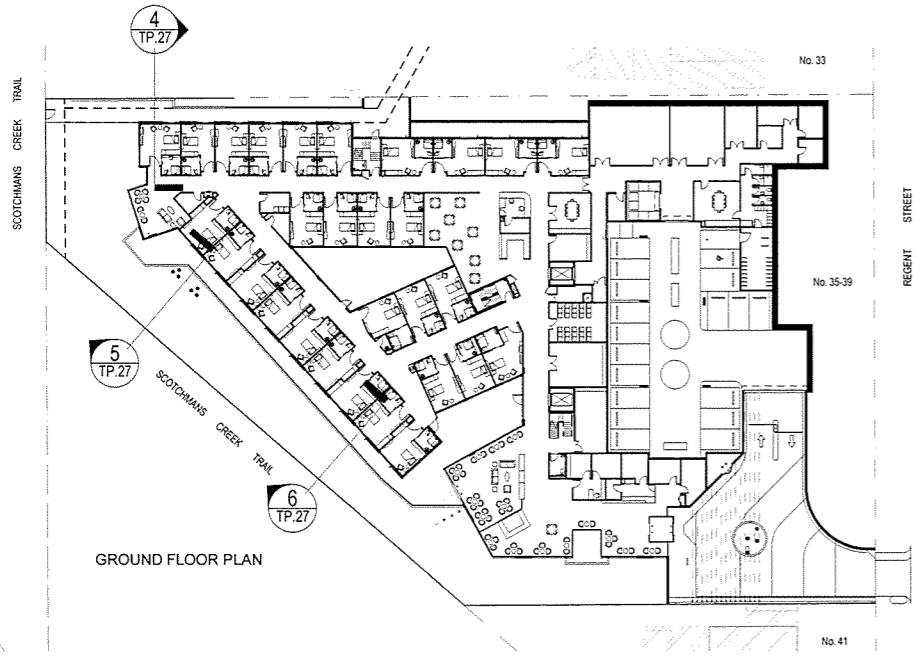 4
TP.27
No. 33
SCOTCHMANS CREEK TRAIL
REGENT STREET
No. 35-39
5
TP.27
SCOTCHMANS CREEK TRAIL
6
TP.27
GROUND FLOOR PLAN
No. 41